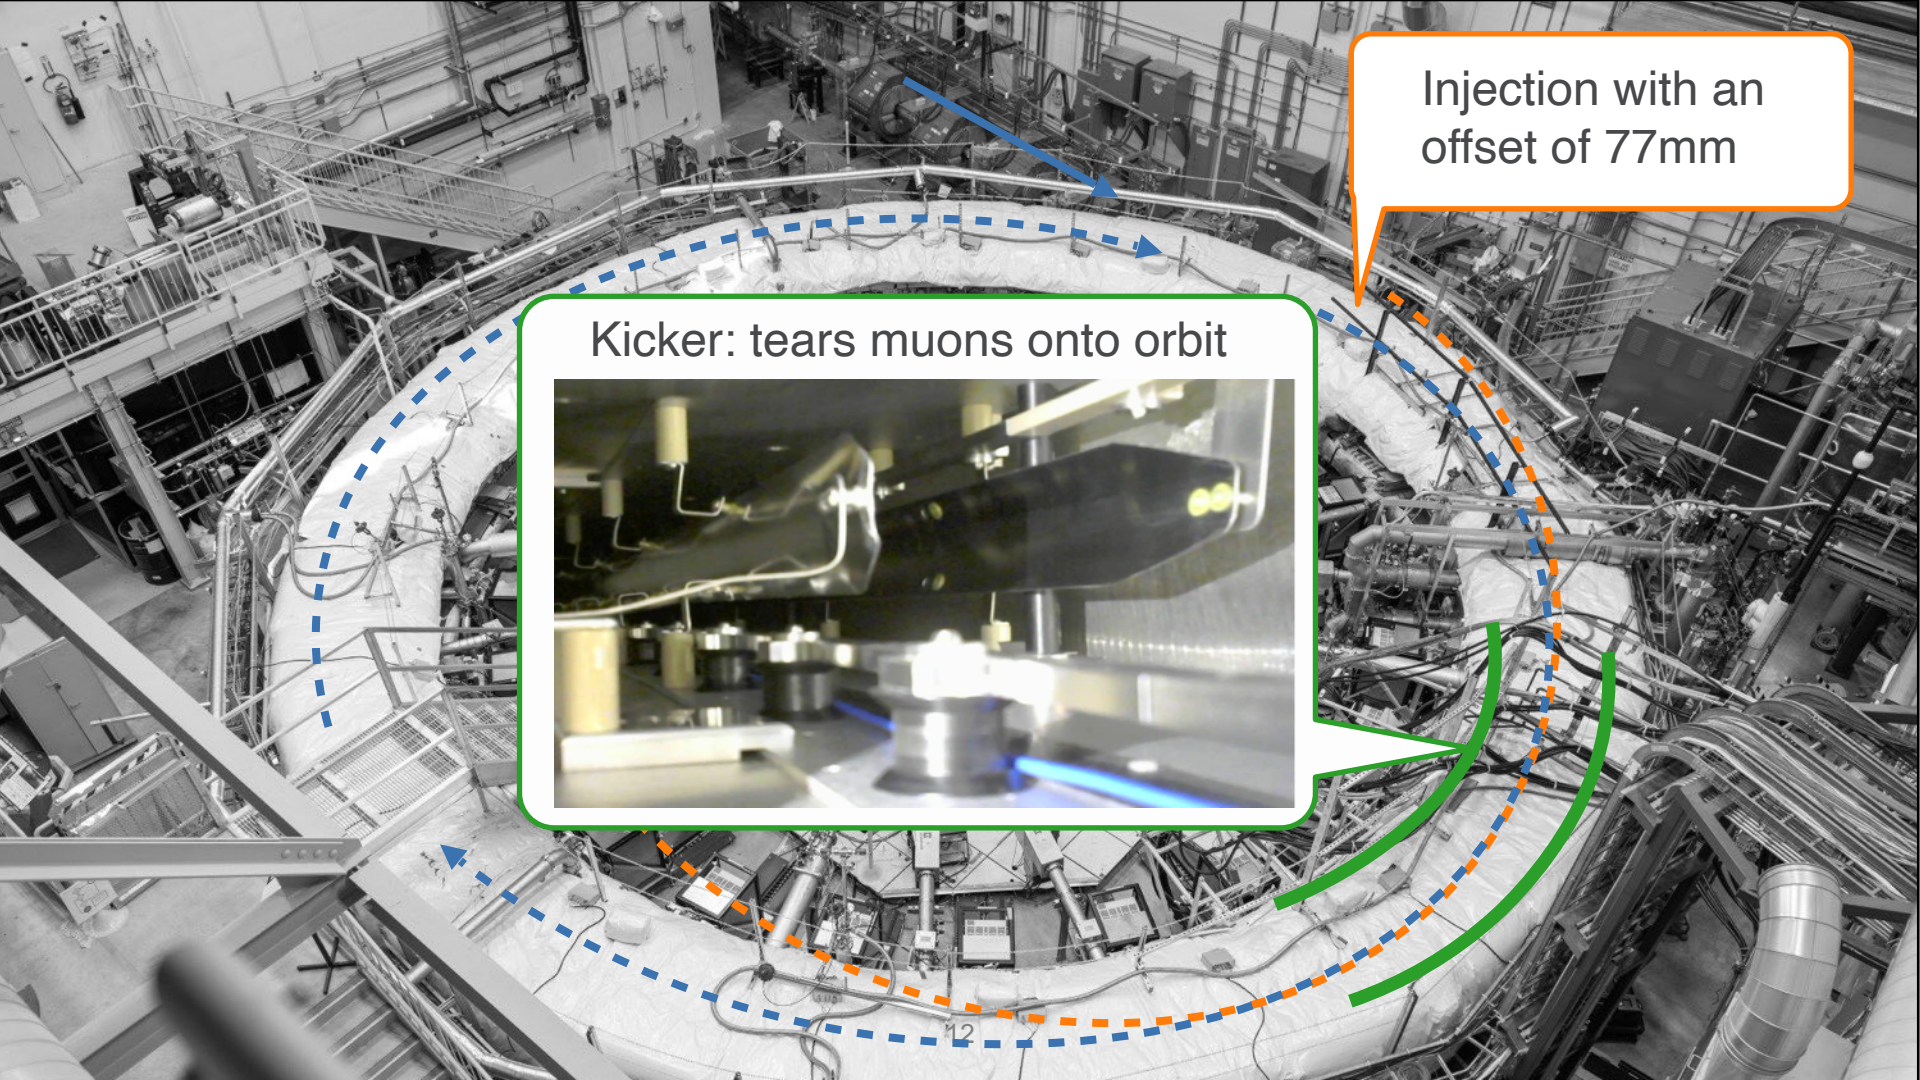 Injection with an
offset of 77mm
Kicker: tears muons onto orbit
12